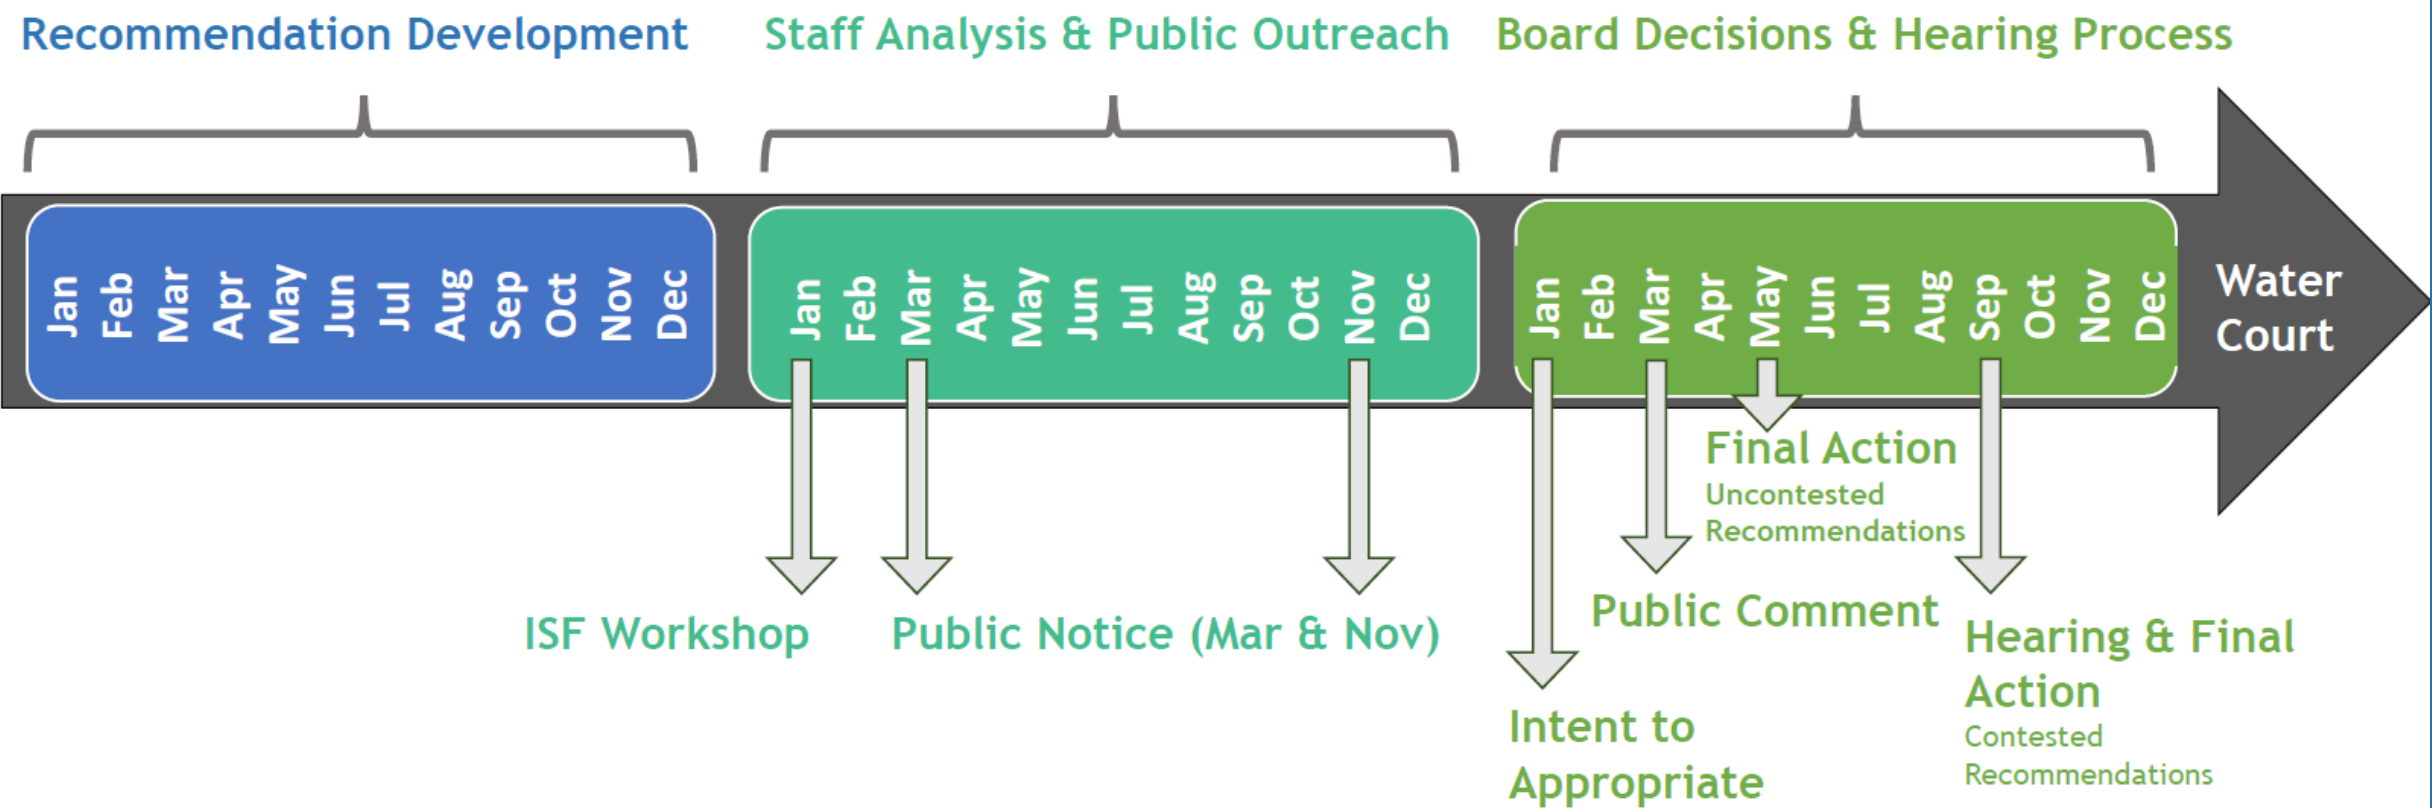 Recommendation Development
Staff Analysis & Public Outreach
Board Decisions & Hearing Process
Jan Feb Mar Apr May Jun Jul Aug Sep Oct Nov Dec
Jan Feb Mar Apr May Jun Jul Aug Sep Oct Nov Dec
Jan Feb Mar Apr May Jun Jul Aug Sep Oct Nov Dec
Water
Court
ISF Workshop
Public Notice (Mar & Nov)
Intent to
Appropriate
Public Comment
Final Action
Uncontested
Recommendations
Hearing & Final
Action
Contested
Recommendations